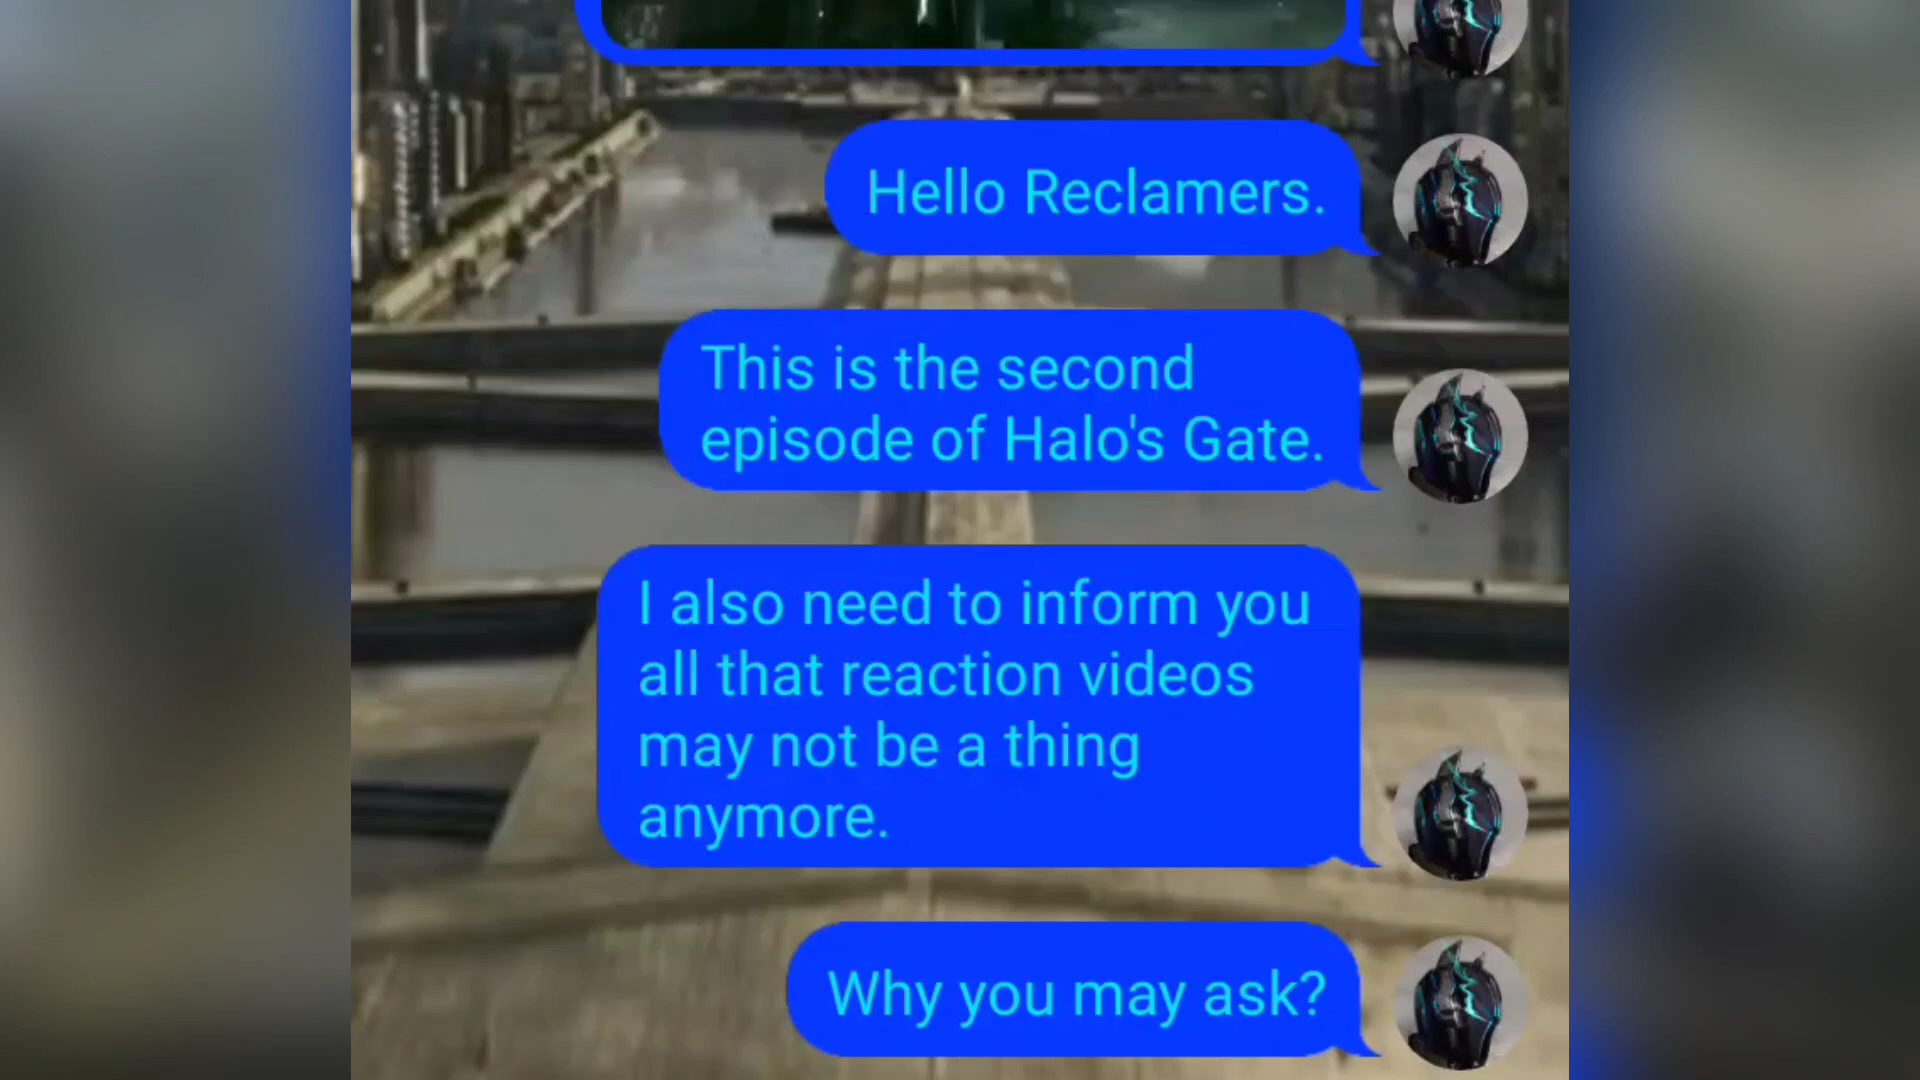 Hello Reclamers.
This is the second
episode of Halo's Gate.
I also need to inform you
all that reaction videos
may not be a thing
anymore.
Why you may ask?